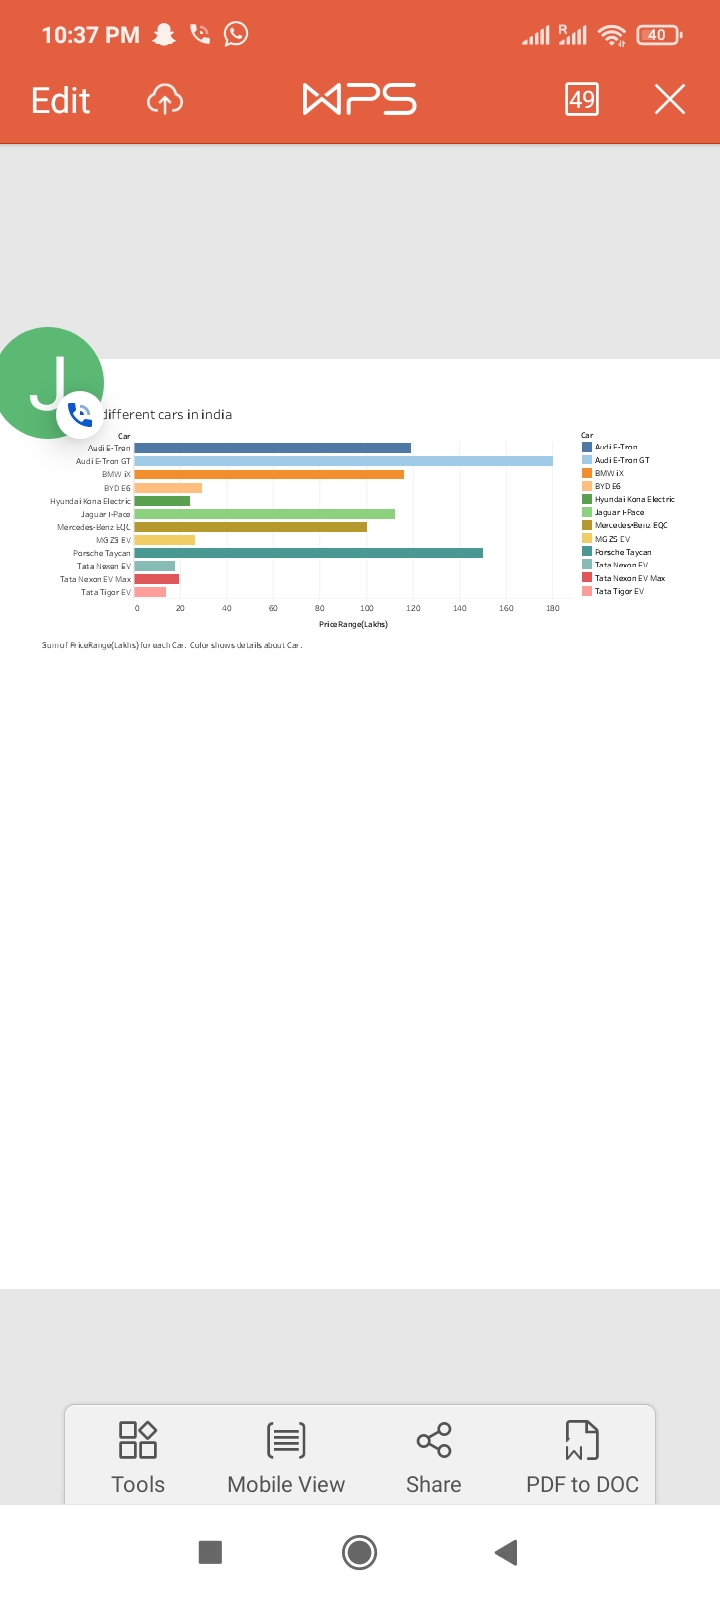 10:37 PM R 40
Edit WPS 49
J
different cars in india
Car
Audi E-Tron
Audi E-Tron GT
BMW iX
BYD E6
Hyundai Kona Electric
Jaguar I-Pace
Mercedes-Benz EQC
MG ZS EV
Porsche Taycan
Tata Nexon EV
Tata Nexon EV Max
Tata Tigor EV
0 20 40 60 80 100 120 140 160 180
PriceRange(Lakhs)
Car
Audi E-Tron
Audi E-Tron GT
BMW iX
BYD E6
Hyundai Kona Electric
Jaguar I-Pace
Mercedes-Benz EQC
MG ZS EV
Porsche Taycan
Tata Nexon EV
Tata Nexon EV Max
Tata Tigor EV
Sum of PriceRange(Lakhs) for each Car. Color shows details about Car.
Tools Mobile View Share PDF to DOC